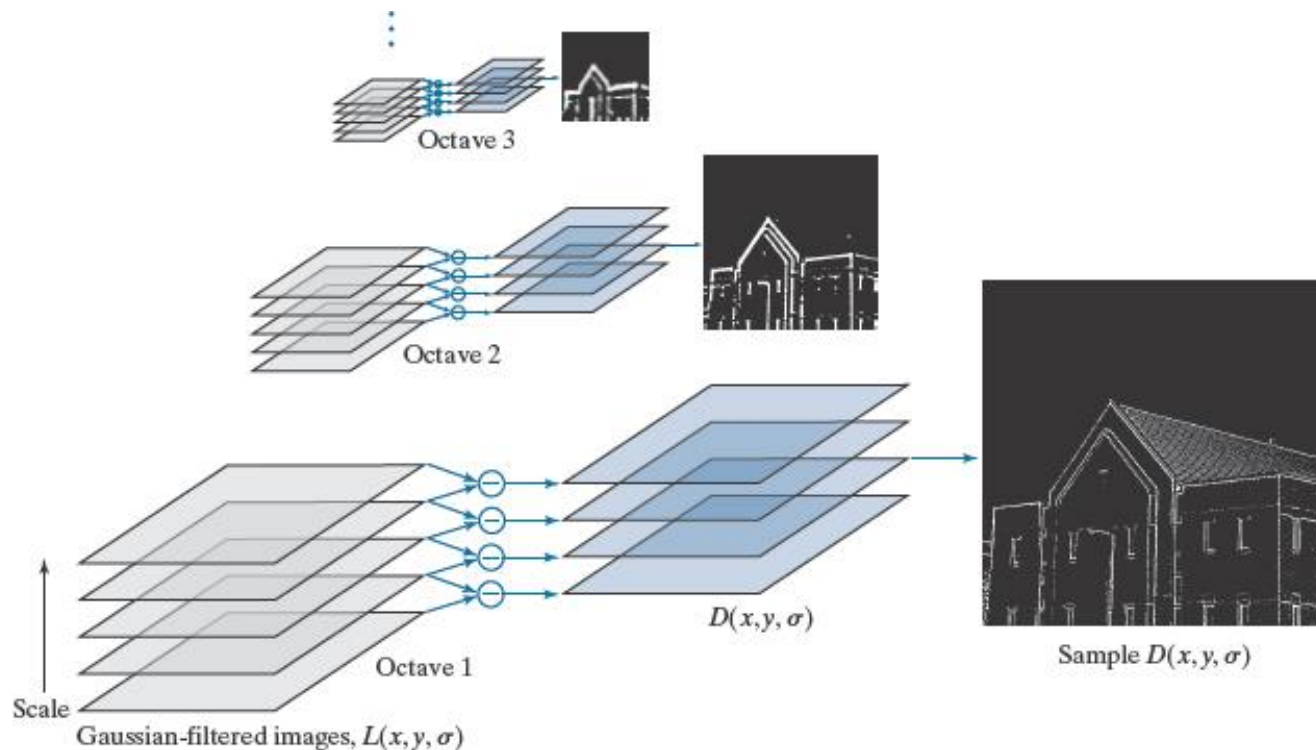 Octave 3
Octave 2
Octave 1
D(x,y,σ)
Sample D(x,y,σ)
Scale
Gaussian-filtered images, L(x,y,σ)